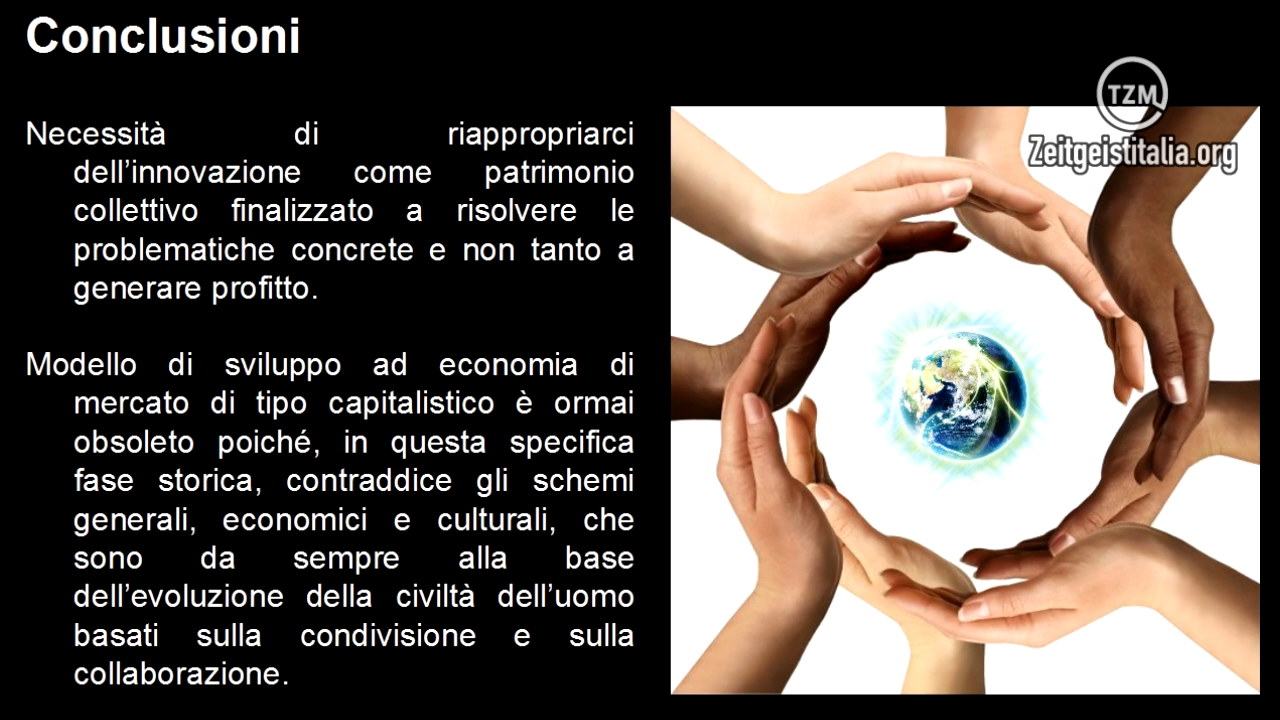 Conclusioni
TZM
Zeitgeistitalia.org
Necessità di riappropriarci
dell’innovazione come patrimonio
collettivo finalizzato a risolvere le
problematiche concrete e non tanto a
generare profitto.
Modello di sviluppo ad economia di
mercato di tipo capitalistico è ormai
obsoleto poiché, in questa specifica
fase storica, contraddice gli schemi
generali, economici e culturali, che
sono da sempre alla base
dell’evoluzione della civiltà dell’uomo
basati sulla condivisione e sulla
collaborazione.